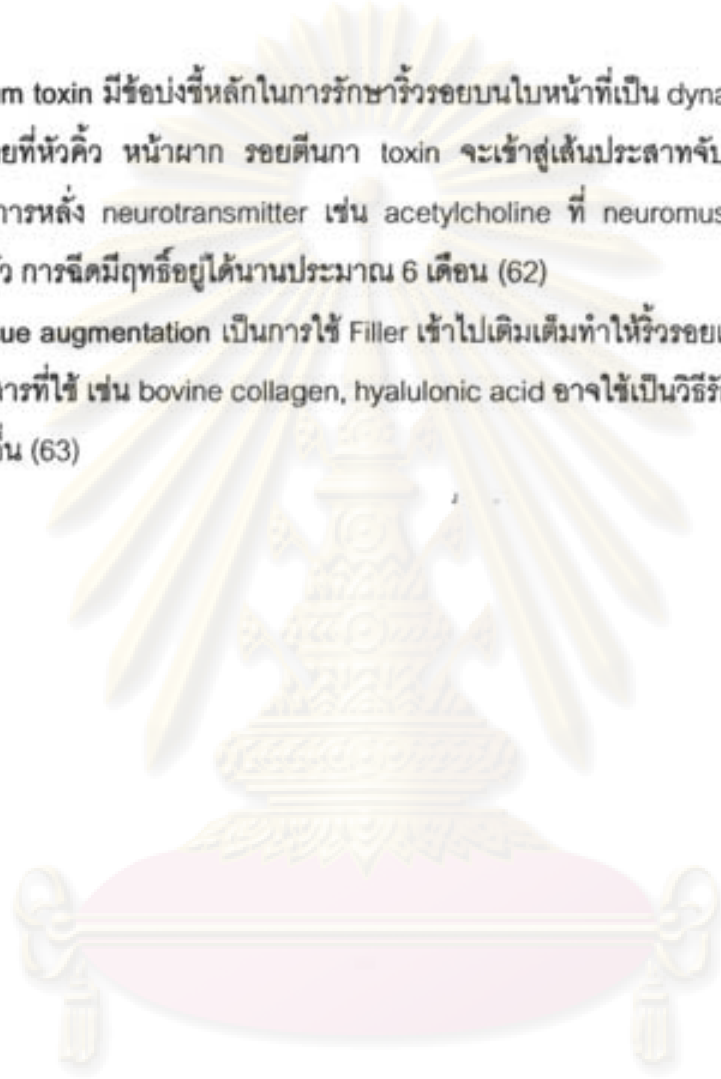 m toxin มีข้อบ่งชี้หลักในการรักษาริ้วรอยบนใบหน้าที่เป็น dyna
ยที่หัวคิ้ว หน้าผาก รอยตีนกา toxin จะเข้าสู่เส้นประสาทจับ
การหลั่ง neurotransmitter เช่น acetylcholine ที่ neuromus
ัว การฉีดมีฤทธิ์อยู่ได้นานประมาณ 6 เดือน (62)
ue augmentation เป็นการใช้ Filler เข้าไปเติมเต็มทำให้ริ้วรอยเ
ารที่ใช้ เช่น bovine collagen, hyalulonic acid อาจใช้เป็นวิธีรั
ื่น (63)